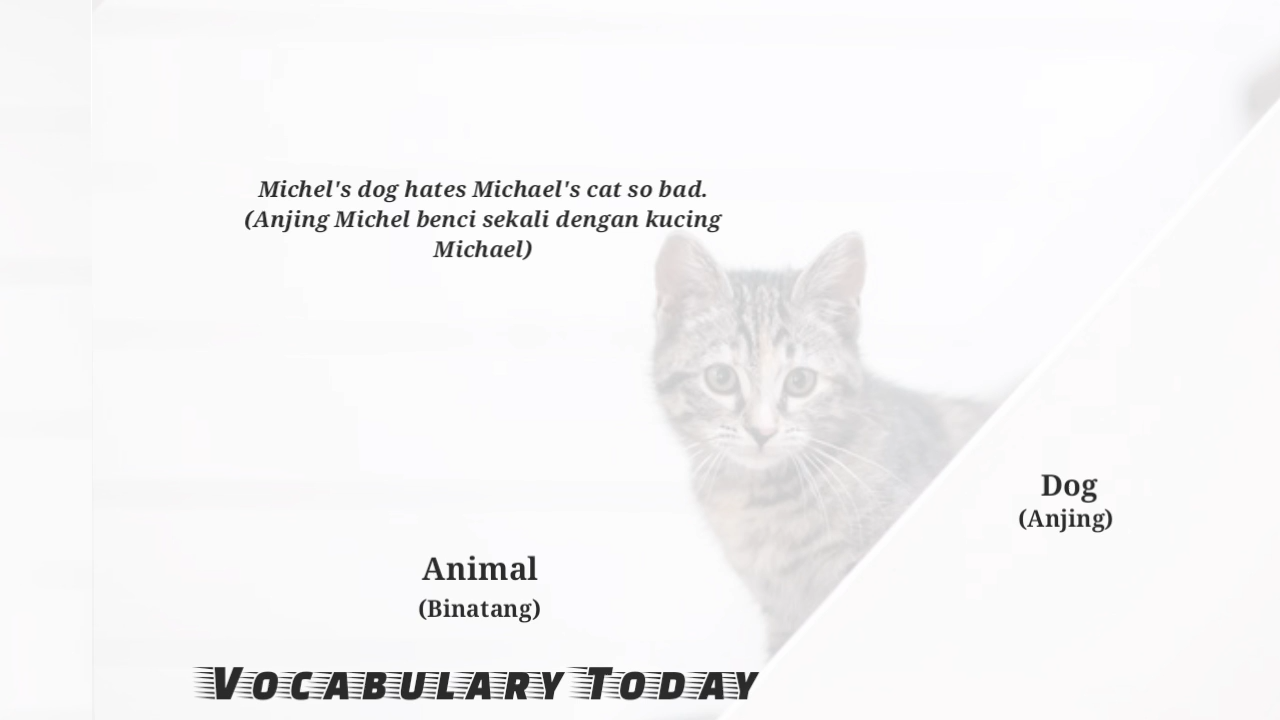 Michel's dog hates Michael's cat so bad.
(Anjing Michel benci sekali dengan kucing
Michael)
Dog
(Anjing)
Animal
(Binatang)
VOCABULARY TODAY